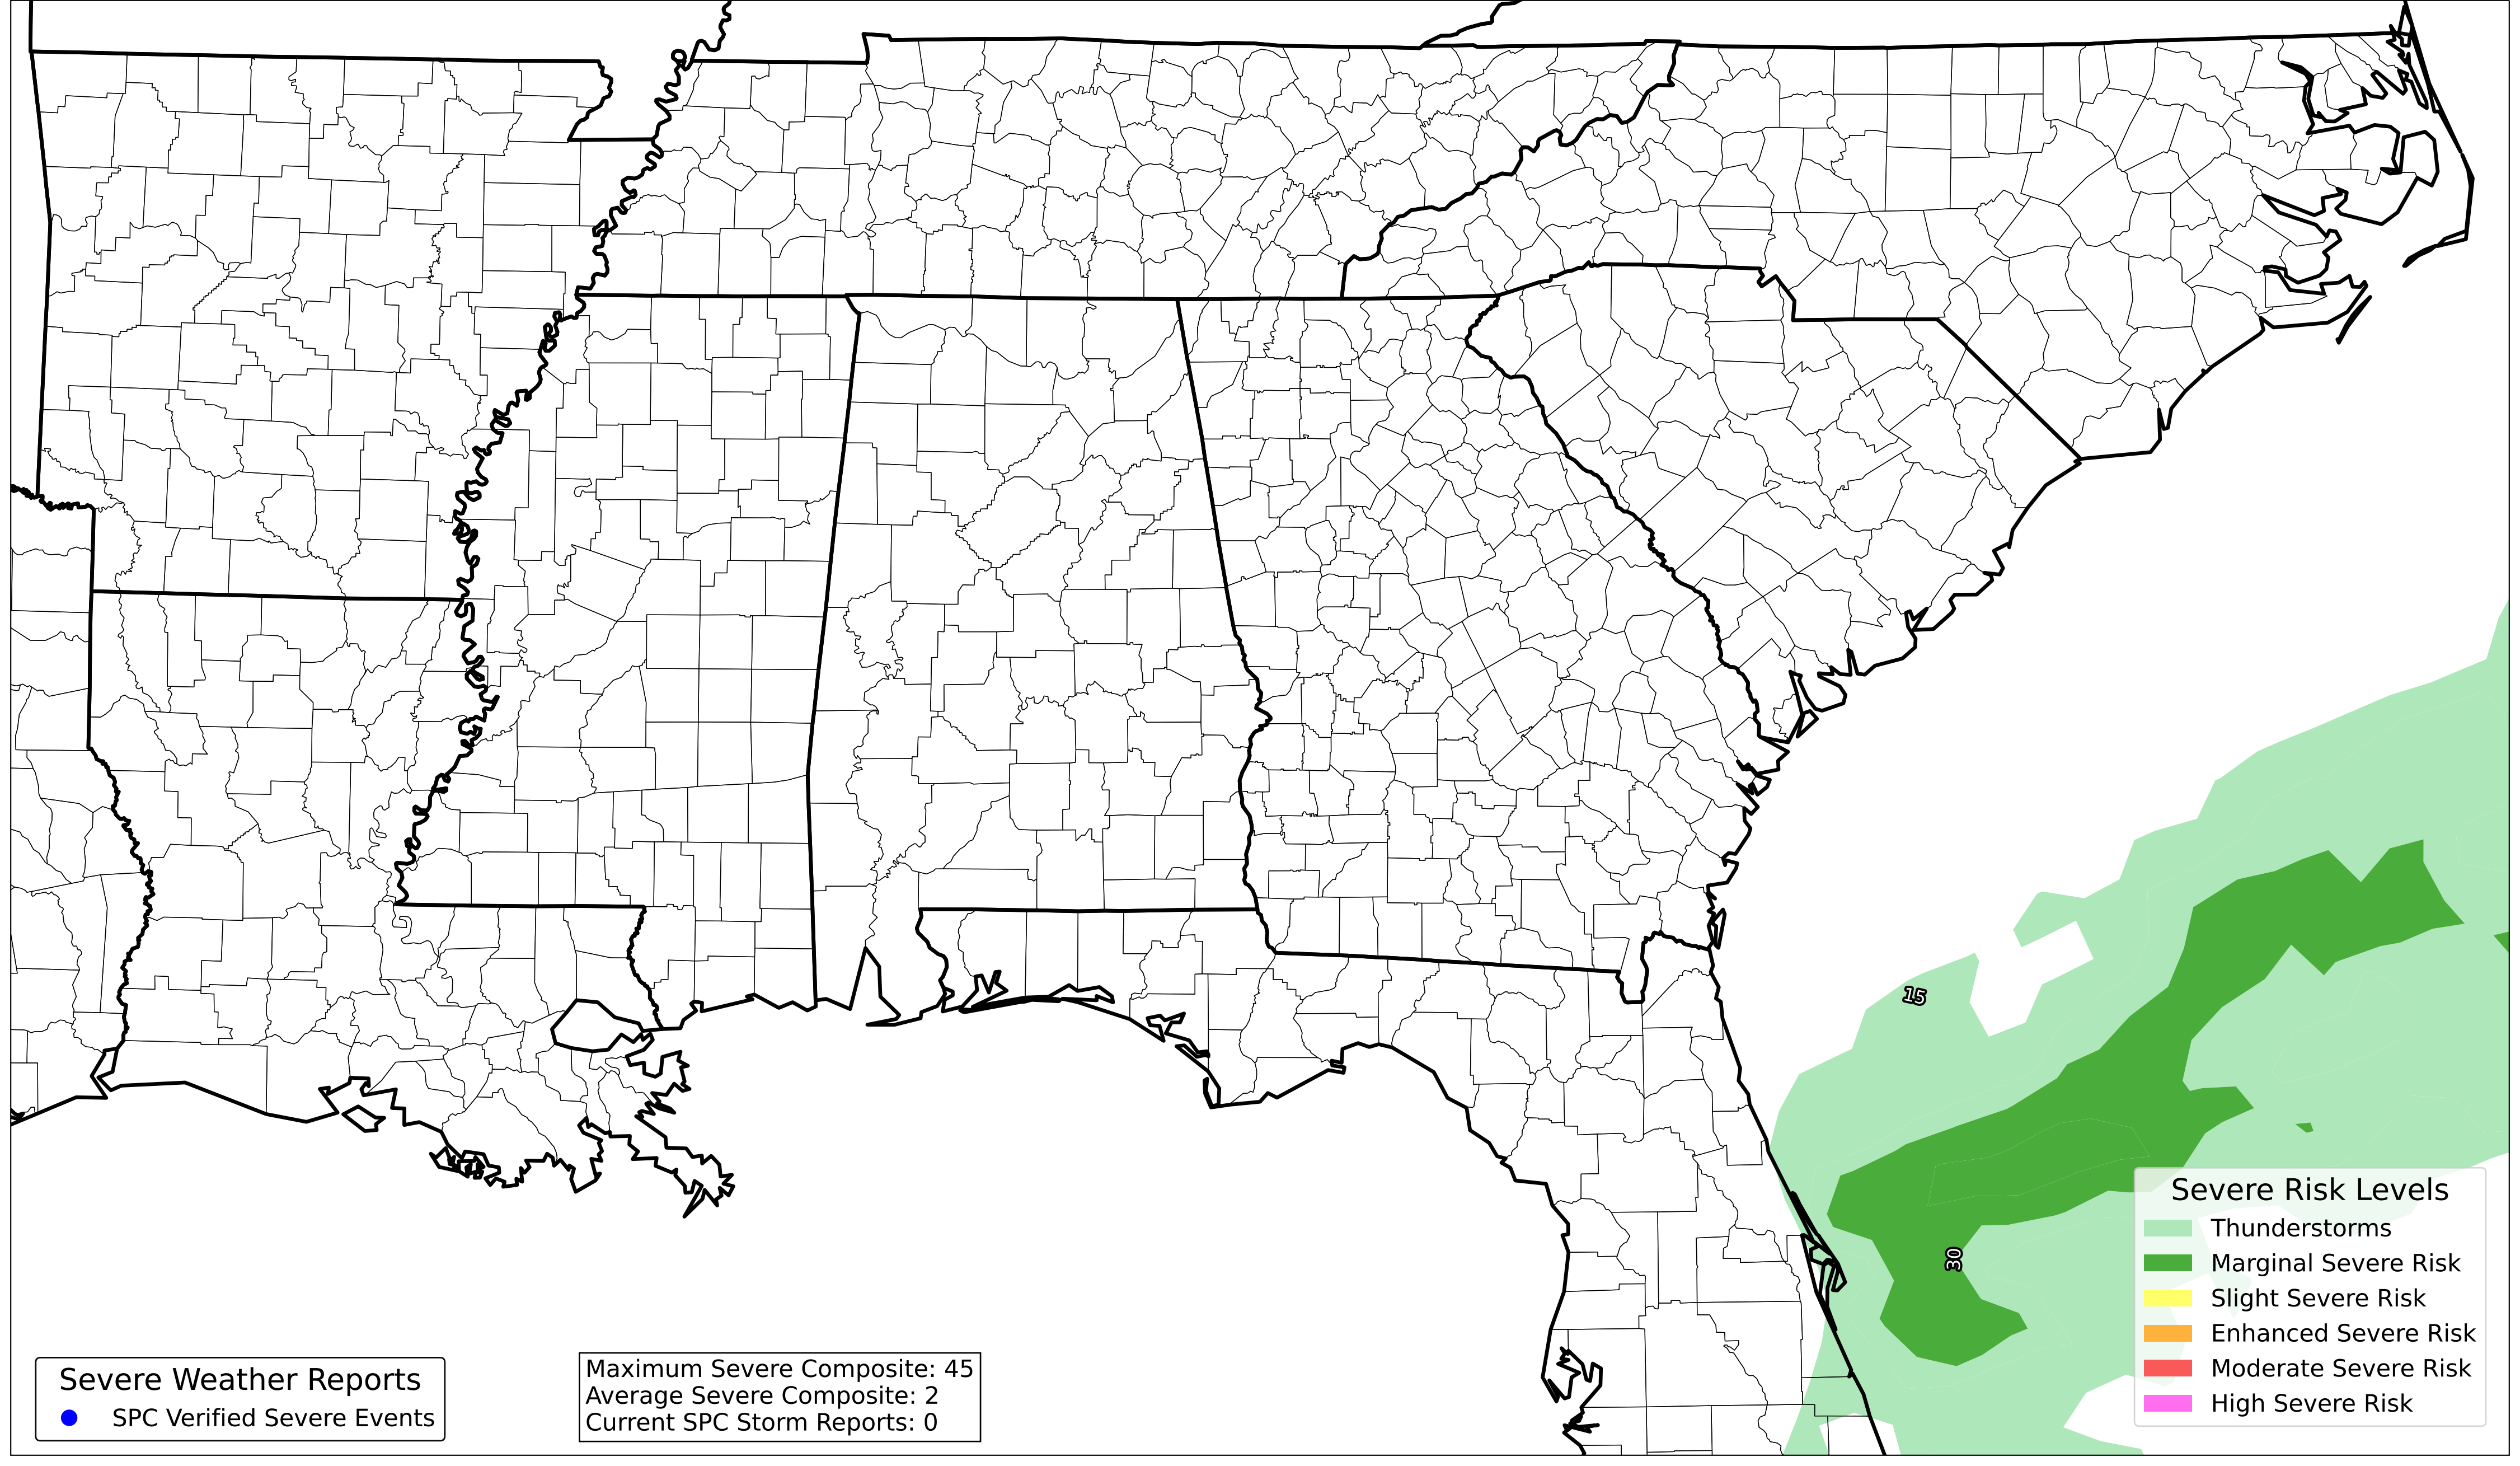 15
30
Severe Risk Levels
Thunderstorms
Marginal Severe Risk
Slight Severe Risk
Enhanced Severe Risk
Moderate Severe Risk
High Severe Risk
Severe Weather Reports
SPC Verified Severe Events
Maximum Severe Composite: 45
Average Severe Composite: 2
Current SPC Storm Reports: 0